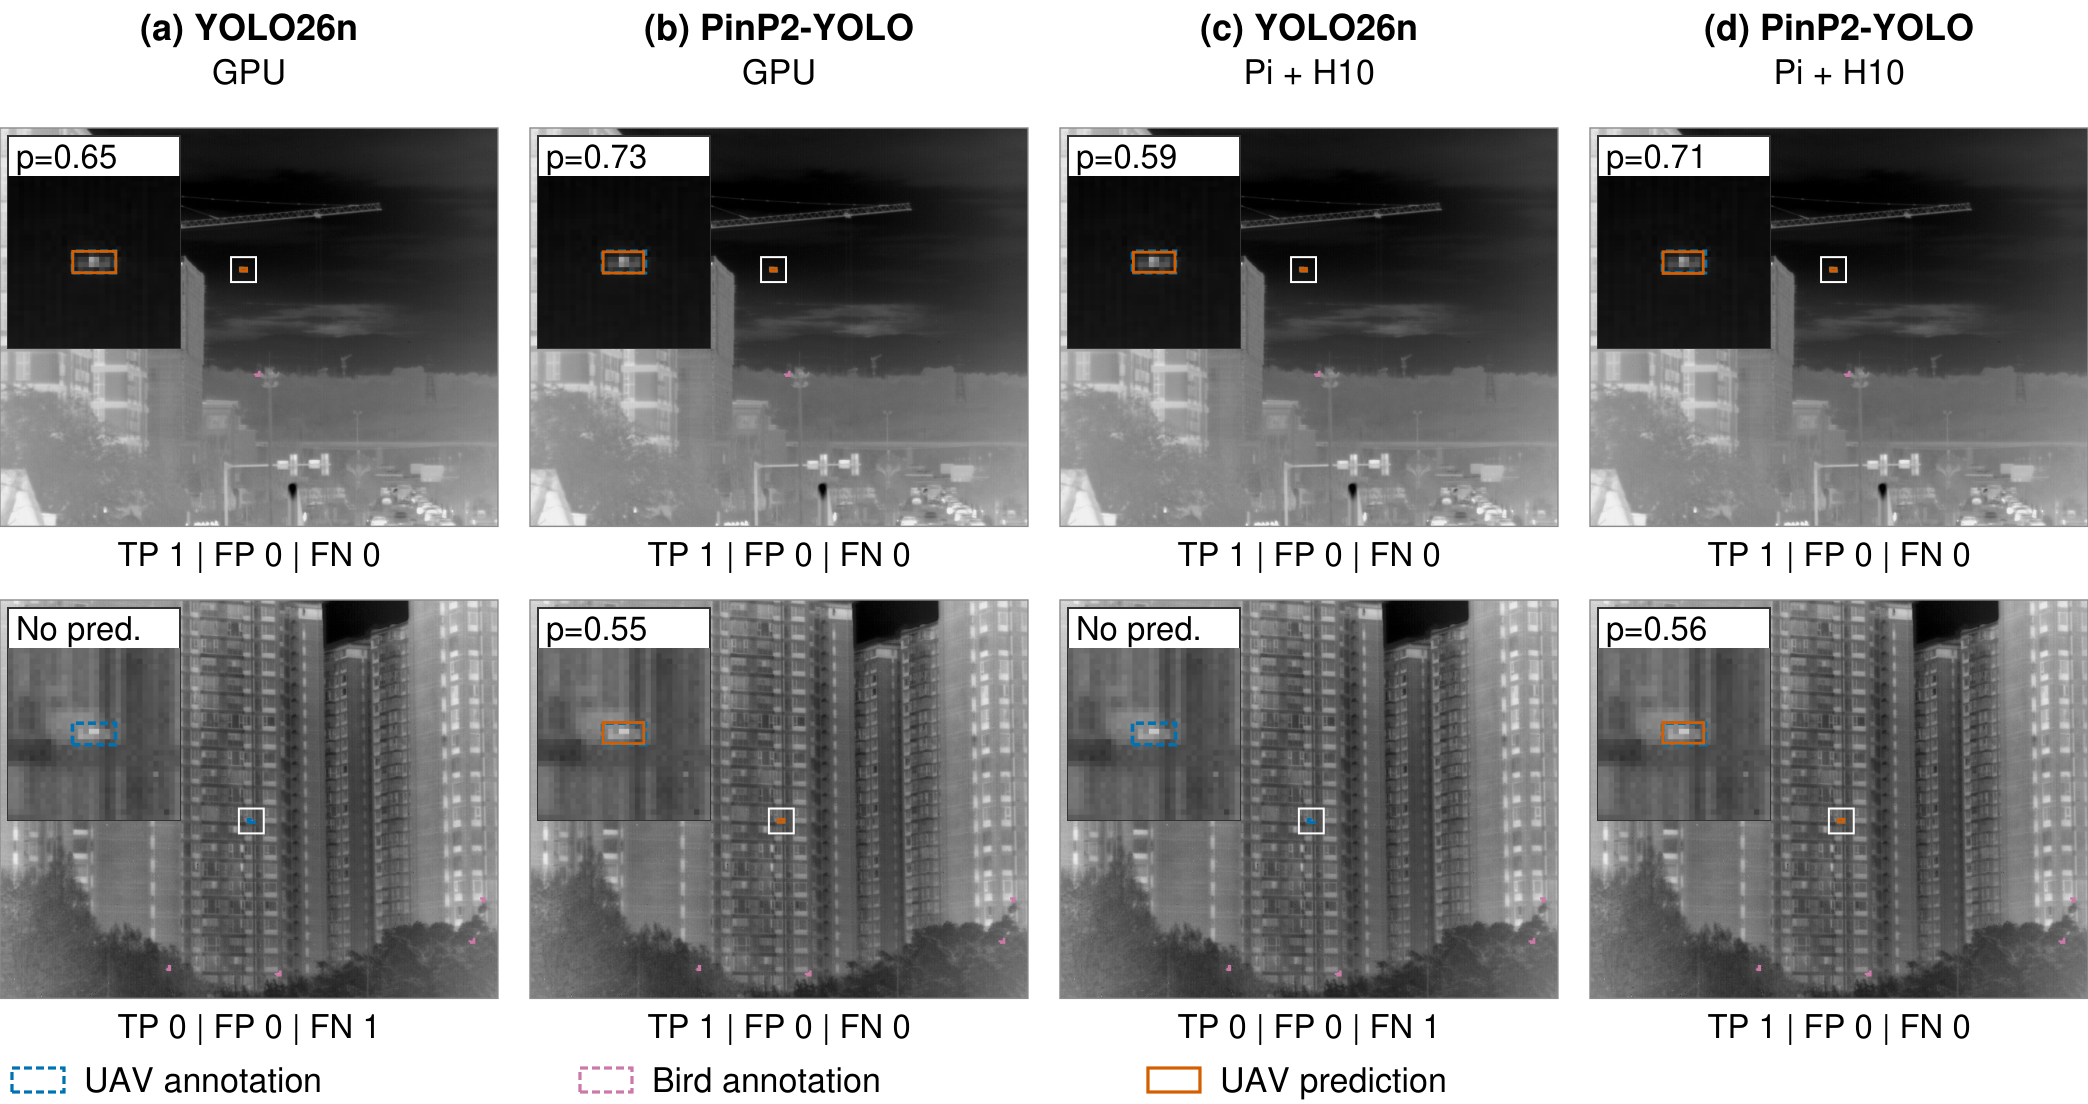 (a) YOLO26n
GPU
(b) PinP2-YOLO
GPU
(c) YOLO26n
Pi + H10
(d) PinP2-YOLO
Pi + H10
p=0.65
p=0.73
p=0.59
p=0.71
TP 1 | FP 0 | FN 0
TP 1 | FP 0 | FN 0
TP 1 | FP 0 | FN 0
TP 1 | FP 0 | FN 0
No pred.
p=0.55
No pred.
p=0.56
TP 0 | FP 0 | FN 1
TP 1 | FP 0 | FN 0
TP 0 | FP 0 | FN 1
TP 1 | FP 0 | FN 0
UAV annotation
Bird annotation
UAV prediction